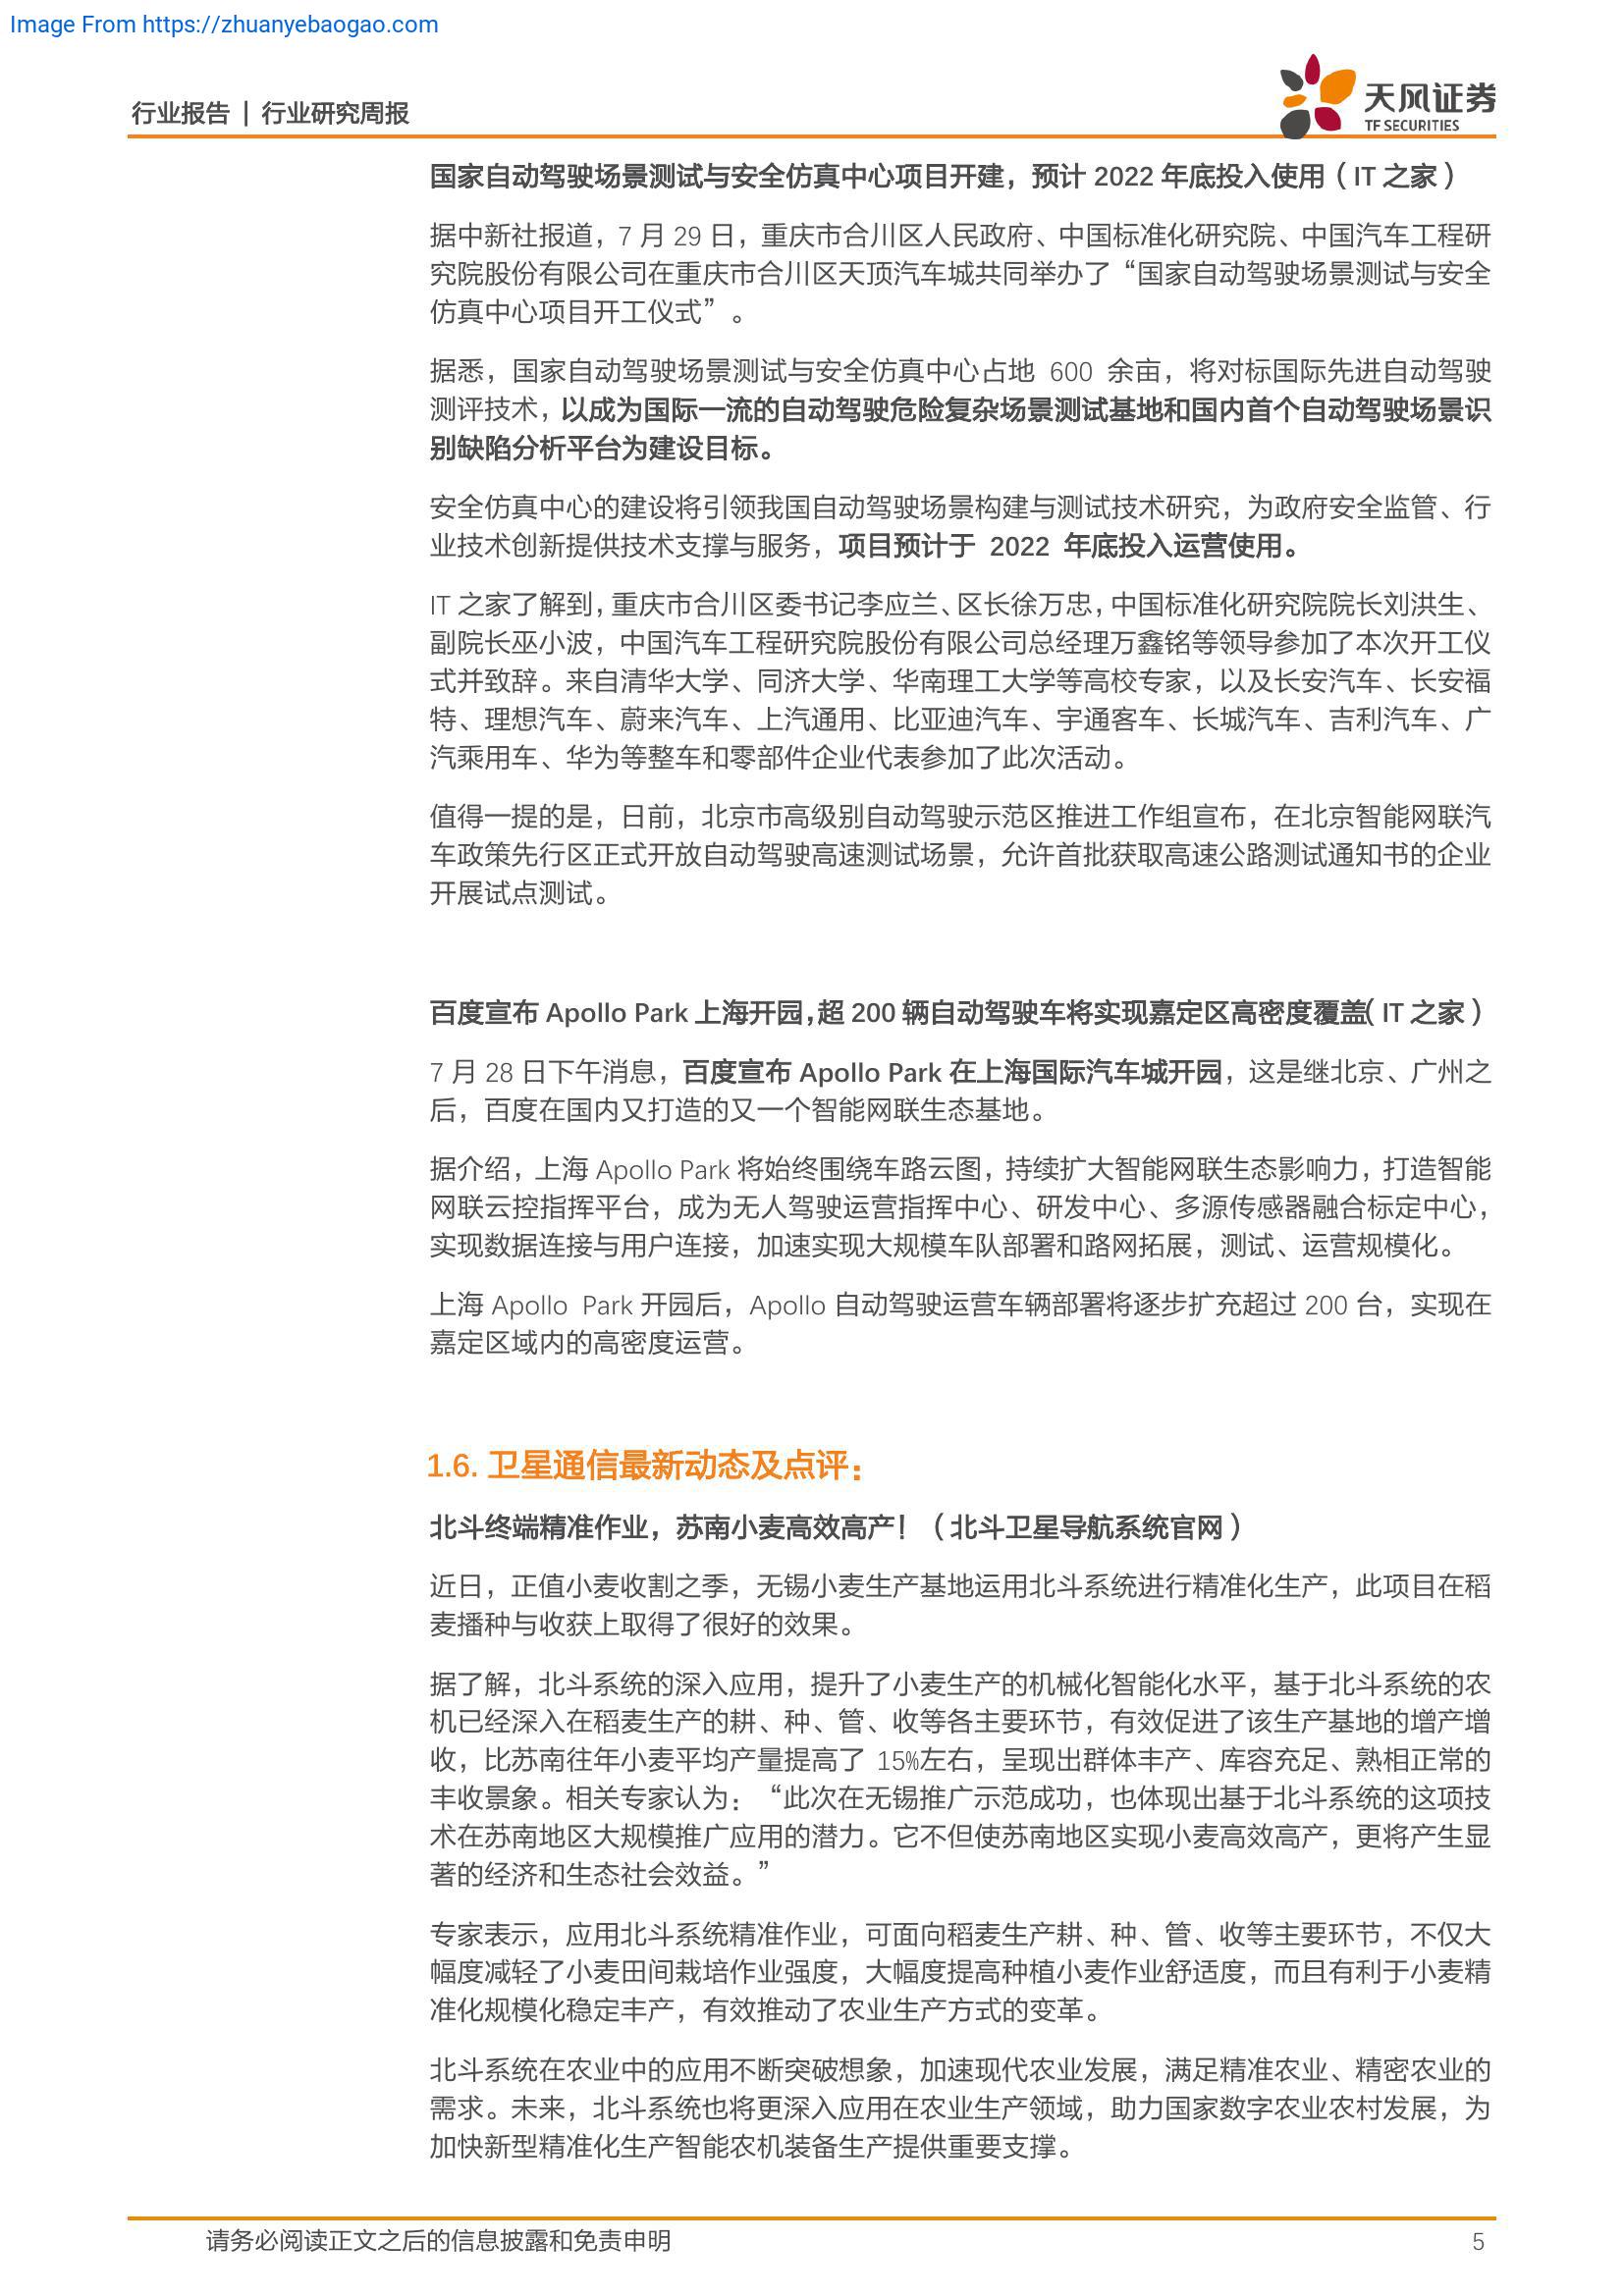 Image From https://zhuanyebaogao.com
行业报告 | 行业研究周报
天风证券
TF SECURITIES
国家自动驾驶场景测试与安全仿真中心项目开建，预计 2022 年底投入使用（IT 之家）
据中新社报道，7 月 29 日，重庆市合川区人民政府、中国标准化研究院、中国汽车工程研
究院股份有限公司在重庆市合川区天顶汽车城共同举办了“国家自动驾驶场景测试与安全
仿真中心项目开工仪式”。
据悉，国家自动驾驶场景测试与安全仿真中心占地 600 余亩，将对标国际先进自动驾驶
测评技术，以成为国际一流的自动驾驶危险复杂场景测试基地和国内首个自动驾驶场景识
别缺陷分析平台为建设目标。
安全仿真中心的建设将引领我国自动驾驶场景构建与测试技术研究，为政府安全监管、行
业技术创新提供技术支撑与服务，项目预计于 2022 年底投入运营使用。
IT 之家了解到，重庆市合川区委书记李应兰、区长徐万忠，中国标准化研究院院长刘洪生、
副院长巫小波，中国汽车工程研究院股份有限公司总经理万鑫铭等领导参加了本次开工仪
式并致辞。来自清华大学、同济大学、华南理工大学等高校专家，以及长安汽车、长安福
特、理想汽车、蔚来汽车、上汽通用、比亚迪汽车、宇通客车、长城汽车、吉利汽车、广
汽乘用车、华为等整车和零部件企业代表参加了此次活动。
值得一提的是，日前，北京市高级别自动驾驶示范区推进工作组宣布，在北京智能网联汽
车政策先行区正式开放自动驾驶高速测试场景，允许首批获取高速公路测试通知书的企业
开展试点测试。
百度宣布 Apollo Park 上海开园，超 200 辆自动驾驶车将实现嘉定区高密度覆盖（IT 之家）
7 月 28 日下午消息，百度宣布 Apollo Park 在上海国际汽车城开园，这是继北京、广州之
后，百度在国内又打造的又一个智能网联生态基地。
据介绍，上海 Apollo Park 将始终围绕车路云图，持续扩大智能网联生态影响力，打造智能
网联云控指挥平台，成为无人驾驶运营指挥中心、研发中心、多源传感器融合标定中心，
实现数据连接与用户连接，加速实现大规模车队部署和路网拓展，测试、运营规模化。
上海 Apollo Park 开园后，Apollo 自动驾驶运营车辆部署将逐步扩充超过 200 台，实现在
嘉定区域内的高密度运营。
1.6. 卫星通信最新动态及点评：
北斗终端精准作业，苏南小麦高效高产！（北斗卫星导航系统官网）
近日，正值小麦收割之季，无锡小麦生产基地运用北斗系统进行精准化生产，此项目在稻
麦播种与收获上取得了很好的效果。
据了解，北斗系统的深入应用，提升了小麦生产的机械化智能化水平，基于北斗系统的农
机已经深入在稻麦生产的耕、种、管、收等各主要环节，有效促进了该生产基地的增产增
收，比苏南往年小麦平均产量提高了 15%左右，呈现出群体丰产、库容充足、熟相正常的
丰收景象。相关专家认为：“此次在无锡推广示范成功，也体现出基于北斗系统的这项技
术在苏南地区大规模推广应用的潜力。它不但使苏南地区实现小麦高效高产，更将产生显
著的经济和生态社会效益。”
专家表示，应用北斗系统精准作业，可面向稻麦生产耕、种、管、收等主要环节，不仅大
幅度减轻了小麦田间栽培作业强度，大幅度提高种植小麦作业舒适度，而且有利于小麦精
准化规模化稳定丰产，有效推动了农业生产方式的变革。
北斗系统在农业中的应用不断突破想象，加速现代农业发展，满足精准农业、精密农业的
需求。未来，北斗系统也将更深入应用在农业生产领域，助力国家数字农业农村发展，为
加快新型精准化生产智能农机装备生产提供重要支撑。
请务必阅读正文之后的信息披露和免责申明
5